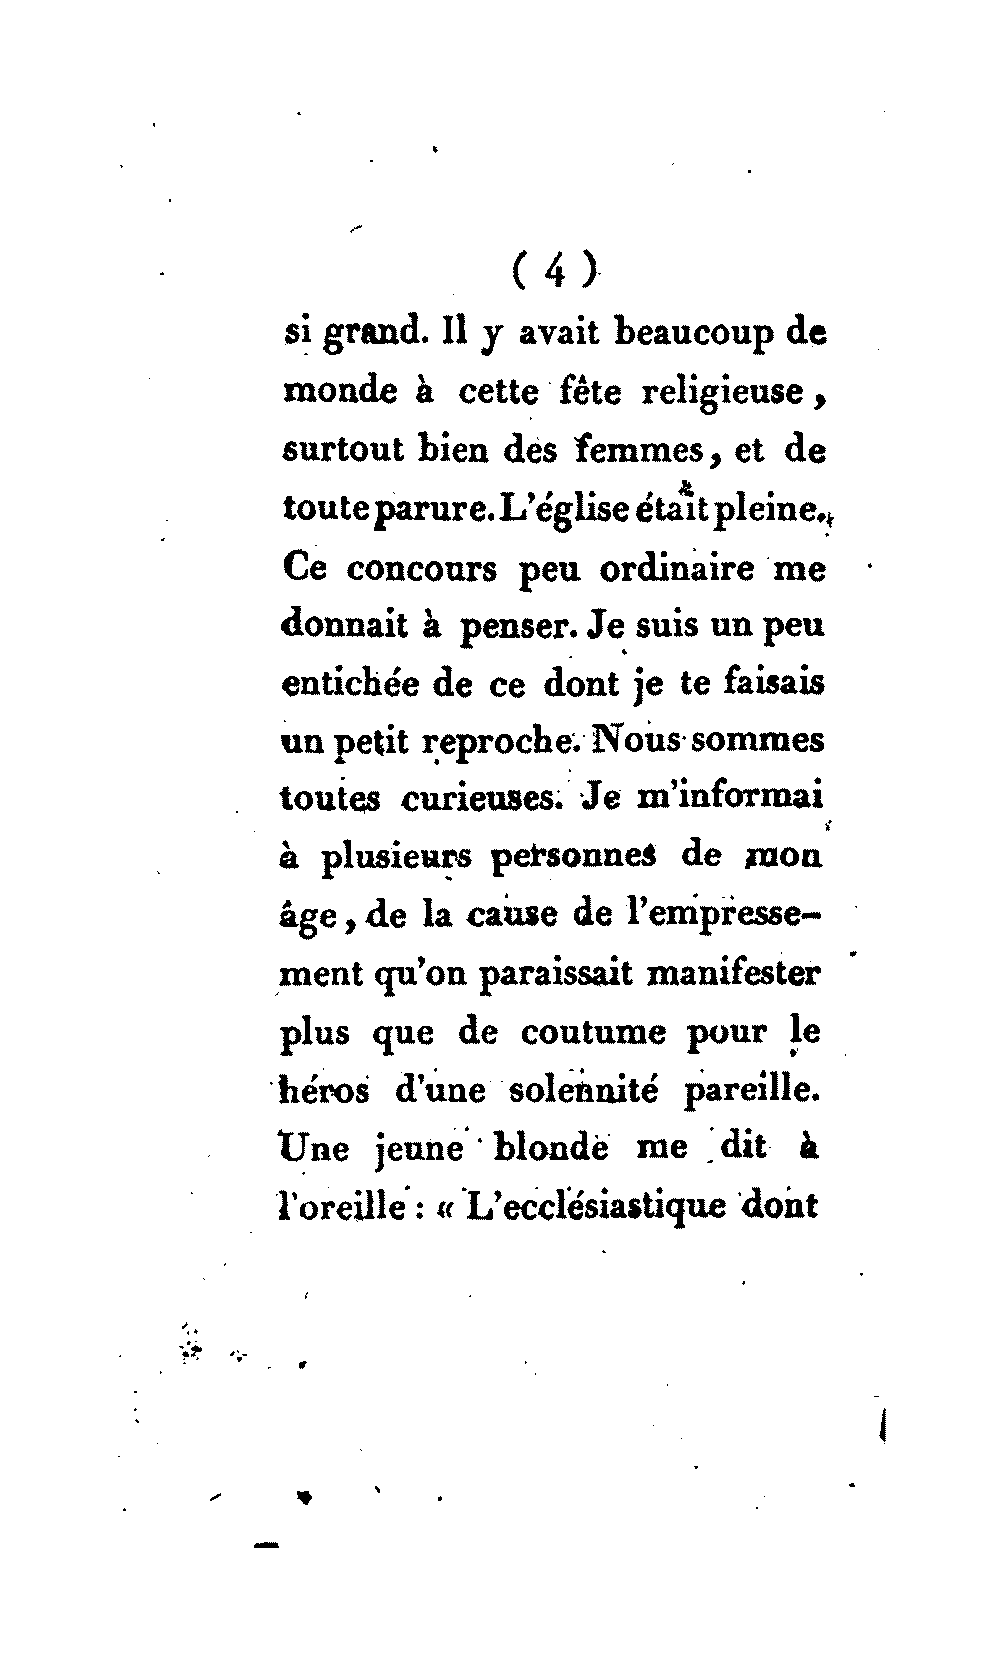 ( 4 )
si grand. Il y avait beaucoup de
monde à cette fête religieuse ,
surtout bien des femmes, et de
toute parure. L'église était pleine.
Ce concours peu ordinaire me
donnait à penser. Je suis un peu
entichée de ce dont je te faisais
un petit reproche. Nous sommes
toutes curieuses. Je m'informai
à plusieurs personnes de mon
âge, de la cause de l'empresse-
ment qu'on paraissait manifester
plus que de coutume pour le
héros d'une solennité pareille.
Une jeune blonde me dit à
l'oreille : « L'ecclésiastique dont